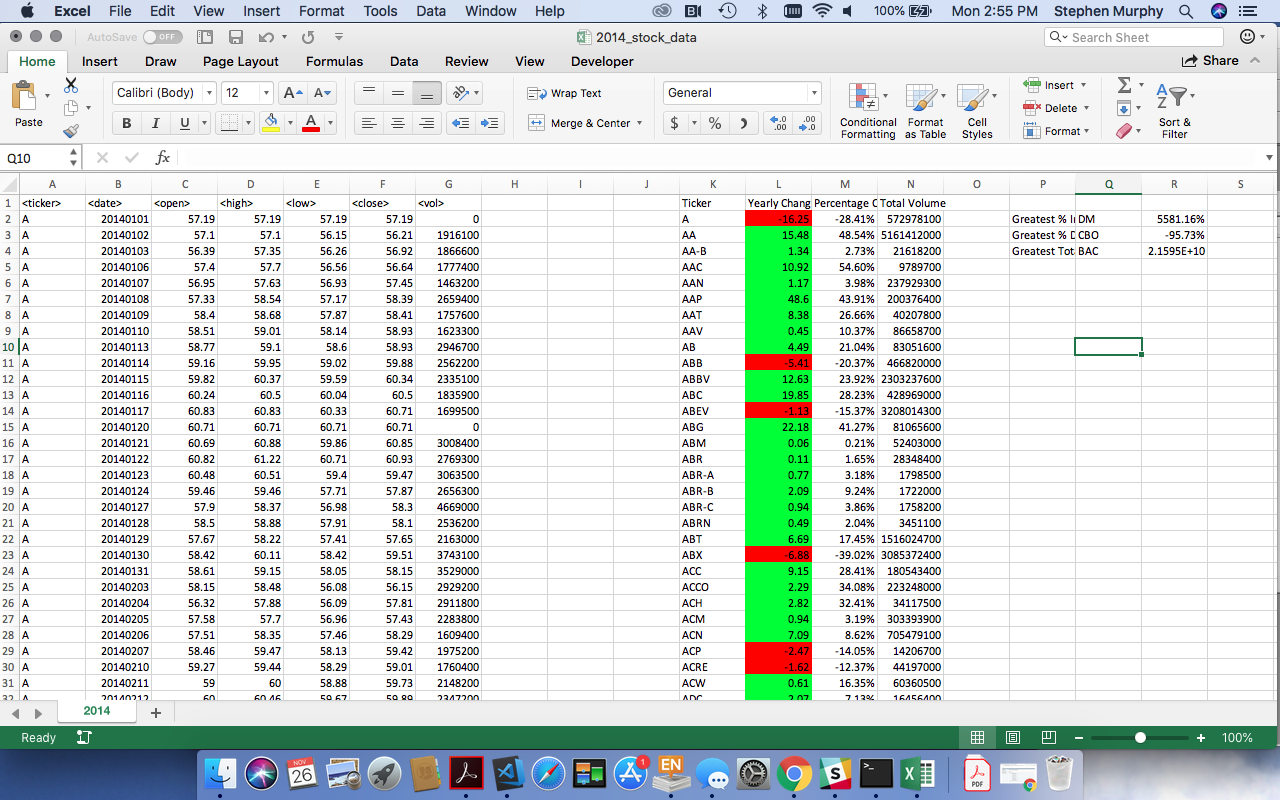 Excel File Edit View Insert Format Tools Data Window Help 100% Mon 2:55 PM Stephen Murphy
AutoSave OFF 2014_stock_data Search Sheet
Home Insert Draw Page Layout Formulas Data Review View Developer Share
Paste Calibri (Body) 12 A A Wrap Text General Conditional Formatting Format as Table Cell Styles Insert Delete Format Sort & Filter
B I U A Merge & Center $ % ,
Q10 fx
A B C D E F G H I J K L M N O P Q R S
1 <ticker> <date> <open> <high> <low> <close> <vol> Ticker Yearly Chang Percentage C Total Volume
2 A 20140101 57.19 57.19 57.19 57.19 0 A -16.25 -28.41% 572978100 Greatest % I DM 5581.16%
3 A 20140102 57.1 57.1 56.15 56.21 1916100 AA 15.48 48.54% 5161412000 Greatest % D CBO -95.73%
4 A 20140103 56.39 57.35 56.26 56.92 1866600 AA-B 1.34 2.73% 21618200 Greatest Tot BAC 2.1595E+10
5 A 20140106 57.4 57.7 56.56 56.64 1777400 AAC 10.92 54.60% 9789700
6 A 20140107 56.95 57.63 56.93 57.45 1463200 AAN 1.17 3.98% 237929300
7 A 20140108 57.33 58.54 57.17 58.39 2659400 AAP 48.6 43.91% 200376400
8 A 20140109 58.4 58.68 57.87 58.41 1757600 AAT 8.38 26.66% 40207800
9 A 20140110 58.51 59.01 58.14 58.93 1623300 AAV 0.45 10.37% 86658700
10 A 20140113 58.77 59.1 58.6 58.93 2946700 AB 4.49 21.04% 83051600
11 A 20140114 59.16 59.95 59.02 59.88 2562200 ABB -5.41 -20.37% 466820000
12 A 20140115 59.82 60.37 59.59 60.34 2335100 ABBV 12.63 23.92% 2303237600
13 A 20140116 60.24 60.5 60.04 60.5 1835900 ABC 19.85 28.23% 428969000
14 A 20140117 60.83 60.83 60.33 60.71 1699500 ABEV -1.13 -15.37% 3208014300
15 A 20140120 60.71 60.71 60.71 60.71 0 ABG 22.18 41.27% 81065600
16 A 20140121 60.69 60.88 59.86 60.85 3008400 ABM 0.06 0.21% 52403000
17 A 20140122 60.82 61.22 60.71 60.93 2769300 ABR 0.11 1.65% 28348400
18 A 20140123 60.48 60.51 59.4 59.47 3063500 ABR-A 0.77 3.18% 1798500
19 A 20140124 59.46 59.46 57.71 57.87 2656300 ABR-B 2.09 9.24% 1722000
20 A 20140127 57.9 58.37 56.98 58.3 4669000 ABR-C 0.94 3.86% 1758200
21 A 20140128 58.5 58.88 57.91 58.1 2536200 ABRN 0.49 2.04% 3451100
22 A 20140129 57.67 58.22 57.41 57.65 2163000 ABT 6.69 17.45% 1516024700
23 A 20140130 58.42 60.11 58.42 59.51 3743100 ABX -6.88 -39.02% 3085372400
24 A 20140131 58.61 59.15 58.05 58.15 3529000 ACC 9.15 28.41% 180543400
25 A 20140203 58.15 58.48 56.08 56.15 2929200 ACCO 2.29 34.08% 223248000
26 A 20140204 56.32 57.88 56.09 57.81 2911800 ACH 2.82 32.41% 34117500
27 A 20140205 57.58 57.7 56.96 57.43 2283800 ACM 0.94 3.19% 303393900
28 A 20140206 57.51 58.35 57.46 58.29 1609400 ACN 7.09 8.62% 705479100
29 A 20140207 58.46 59.47 58.13 59.42 1975200 ACP -2.47 -14.05% 14206700
30 A 20140210 59.27 59.44 58.29 59.01 1760400 ACRE -1.62 -12.37% 44197000
31 A 20140211 59 60 58.88 59.73 2148200 ACW 0.61 16.35% 60360500
32 A 20140212 60 60.46 59.67 59.89 2347200 ADC 2.07 7.13% 16456400
2014
Ready 100%
NOV 26 EN 1 PDF